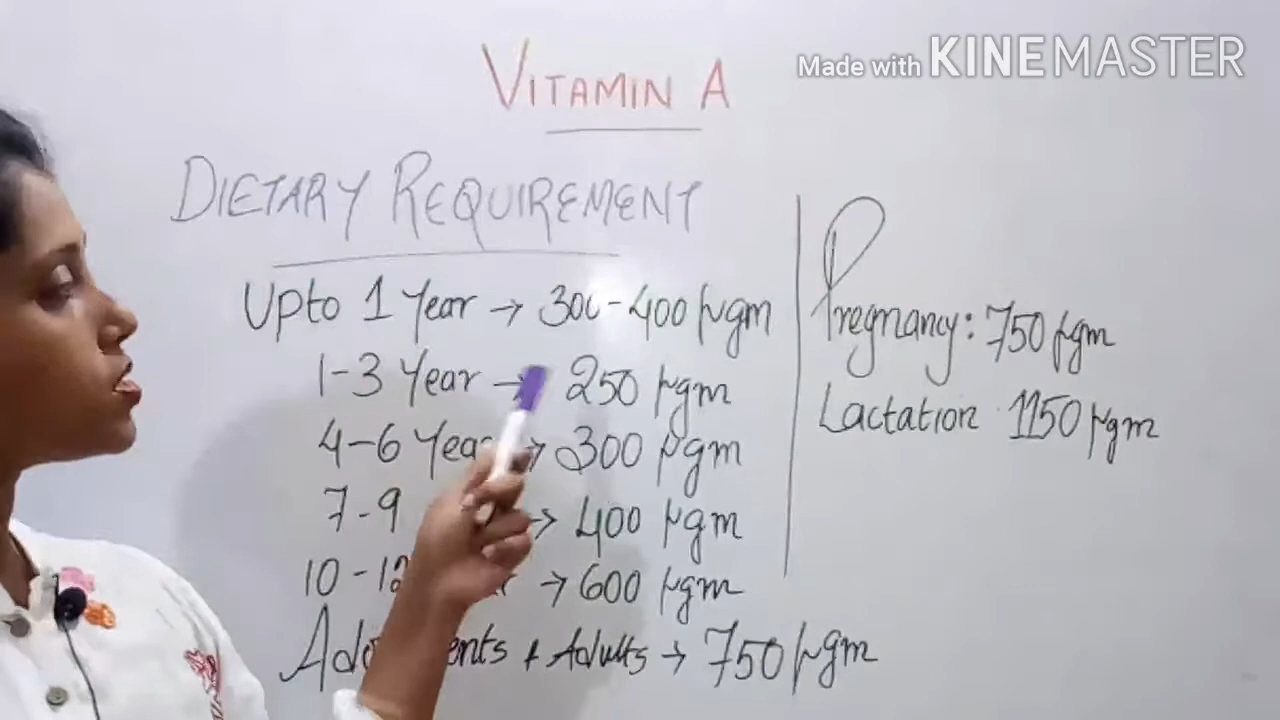 Made with KINEMASTER
VITAMIN A
DIETARY REQUIREMENT
Upto 1 Year → 300-400 μgm
1-3 Year → 250 μgm
4-6 → 300 μgm
7-9 → 400 μgm
10-12 → 600 μgm
+ Adults → 750 μgm
Pregnancy: 750 μgm
Lactation 1150 μgm